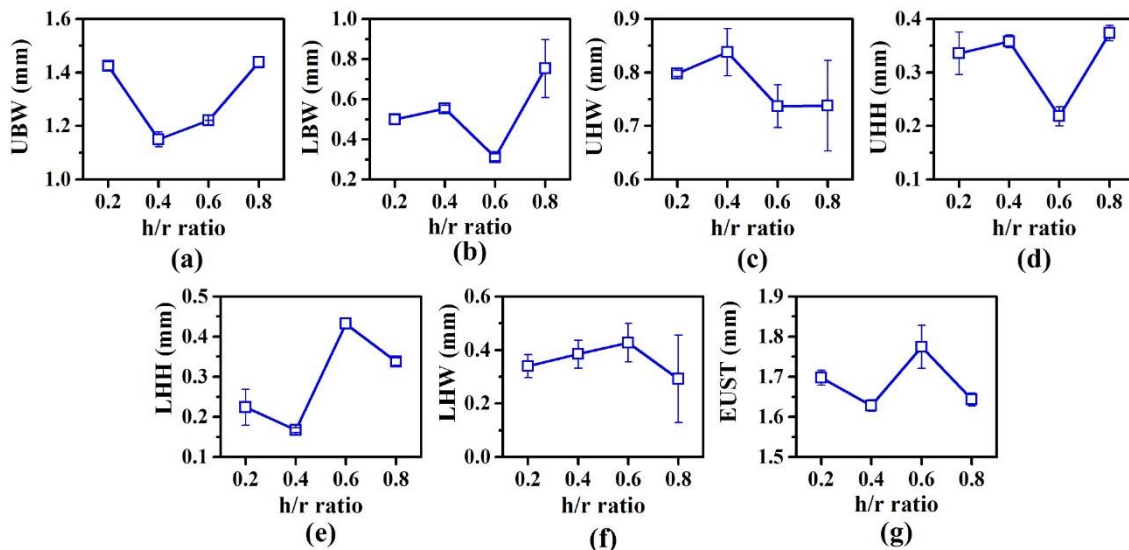 UBW (mm)
1.6
1.4
1.2
1.0
0.2 0.4 0.6 0.8
h/r ratio
(a)
LBW (mm)
1.0
0.8
0.6
0.4
0.2
0.2 0.4 0.6 0.8
h/r ratio
(b)
UHW (mm)
0.9
0.8
0.7
0.6
0.2 0.4 0.6 0.8
h/r ratio
(c)
UHH (mm)
0.4
0.3
0.2
0.1
0.2 0.4 0.6 0.8
h/r ratio
(d)
LHH (mm)
0.5
0.4
0.3
0.2
0.1
0.2 0.4 0.6 0.8
h/r ratio
(e)
LHW (mm)
0.6
0.4
0.2
0.0
0.2 0.4 0.6 0.8
h/r ratio
(f)
EUST (mm)
1.9
1.8
1.7
1.6
1.5
0.2 0.4 0.6 0.8
h/r ratio
(g)